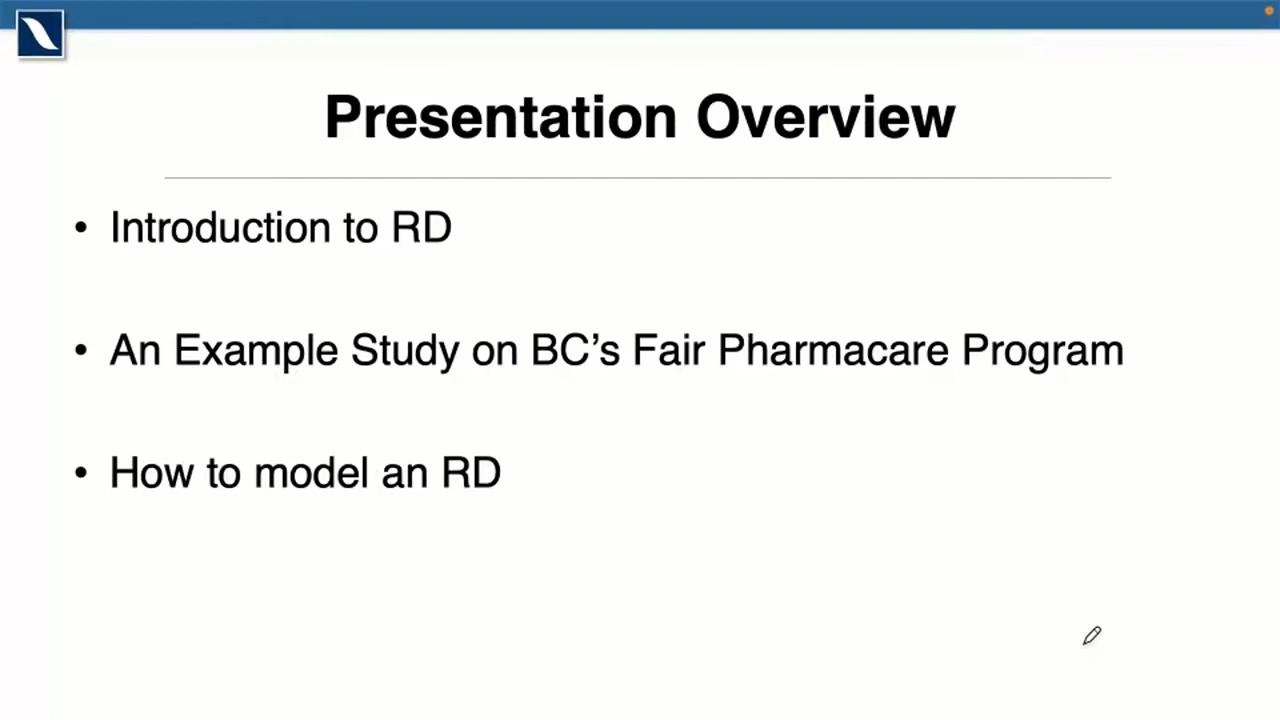 Presentation Overview
• Introduction to RD
• An Example Study on BC’s Fair Pharmacare Program
• How to model an RD